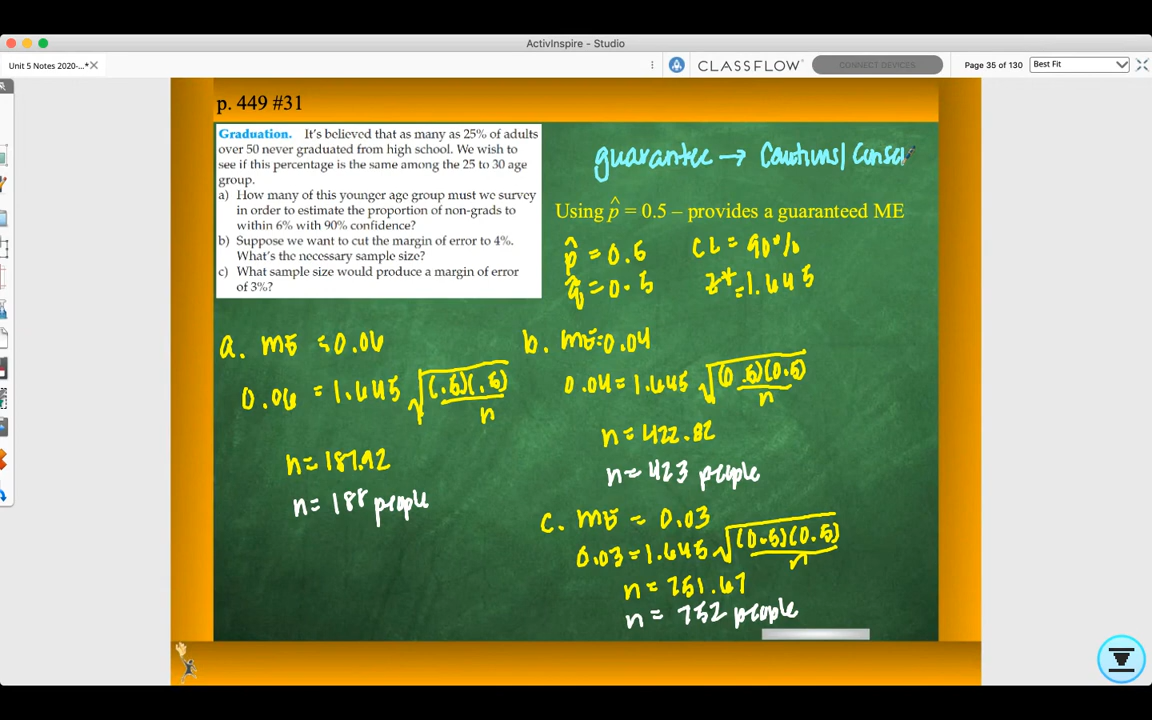 ActivInspire - Studio
Unit 5 Notes 2020-...*
CLASSFLOW
CONNECT DEVICES
Page 35 of 130
Best Fit
p. 449 #31
Graduation. It's believed that as many as 25% of adults
over 50 never graduated from high school. We wish to
see if this percentage is the same among the 25 to 30 age
group.
a) How many of this younger age group must we survey
in order to estimate the proportion of non-grads to
within 6% with 90% confidence?
b) Suppose we want to cut the margin of error to 4%.
What's the necessary sample size?
c) What sample size would produce a margin of error
of 3%?
guarantee → Cautious/ Conser
Using p̂ = 0.5 – provides a guaranteed ME
p̂ = 0.5 CL = 90%
q̂ = 0.5 z* = 1.645
a. ME = 0.06
0.06 = 1.645 √((.5)(.5)/n)
n = 187.92
n = 188 people
b. ME = 0.04
0.04 = 1.645 √((0.5)(0.5)/n)
n = 422.82
n = 423 people
c. ME = 0.03
0.03 = 1.645 √((0.5)(0.5)/n)
n = 751.67
n = 752 people